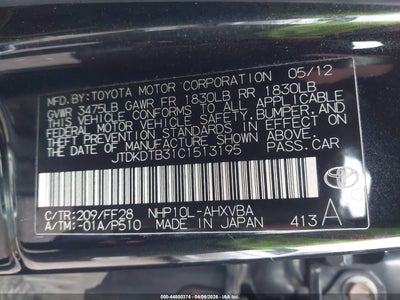 MFD.BY:TOYOTA MOTOR CORPORATION 05/12
GVWR 3475LB GAWR FR 1830LB RR 1830LB
THIS VEHICLE CONFORMS TO ALL APPLICABLE
FEDERAL MOTOR VEHICLE SAFETY, BUMPER, AND
THEFT PREVENTION STANDARDS IN EFFECT ON
THE DATE OF MANUFACTURE SHOWN ABOVE.
JTDKDTB31C1513195 PASS.CAR
C/TR:209/FF28 NHP10L-AHXVBA
A/TM:-01A/P510 MADE IN JAPAN 413 A
TOYOTA
000-44800374 - 04/09/2026 - IAAI.COM